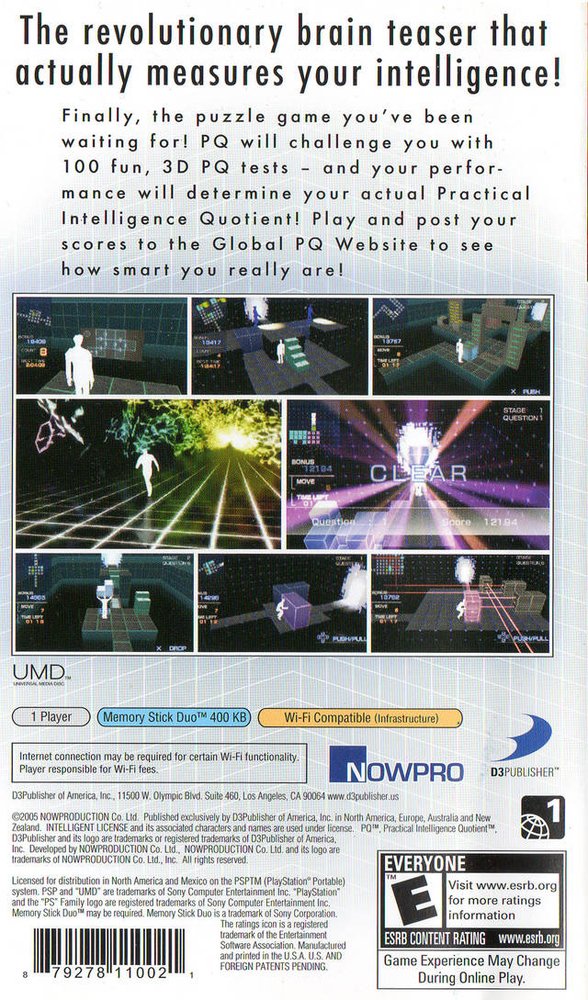 The revolutionary brain teaser that
actually measures your intelligence!
Finally, the puzzle game you've been
waiting for! PQ will challenge you with
100 fun, 3D PQ tests – and your perfor-
mance will determine your actual Practical
Intelligence Quotient! Play and post your
scores to the Global PQ Website to see
how smart you really are!
BONUS
BONUS
BONUS
13767
PUSH
STAGE 1
QUESTION 1
BONUS
12194
MOVE
5
TIME LEFT
CLEAR
Question : 1 Score 12194
DROP
PUSH/PULL
PUSH/PULL
UMD™
UNIVERSAL MEDIA DISC
1 Player
Memory Stick Duo™ 400 KB
Wi-Fi Compatible (Infrastructure)
Internet connection may be required for certain Wi-Fi functionality.
Player responsible for Wi-Fi fees.
NOWPRO
D3PUBLISHER™
D3Publisher of America, Inc., 11500 W. Olympic Blvd. Suite 460, Los Angeles, CA 90064 www.d3publisher.us
©2005 NOWPRODUCTION Co. Ltd. Published exclusively by D3Publisher of America, Inc. in North America, Europe, Australia and New
Zealand. INTELLIGENT LICENSE and its associated characters and names are used under license. PQ™, Practical Intelligence Quotient™,
D3Publisher and its logo are trademarks or registered trademarks of D3Publisher of America,
Inc. Developed by NOWPRODUCTION Co. Ltd., NOWPRODUCTION Co. Ltd. and its logo are
trademarks of NOWPRODUCTION Co. Ltd., Inc. All rights reserved.
1
Licensed for distribution in North America and Mexico on the PSPTM (PlayStation® Portable)
system. PSP and "UMD" are trademarks of Sony Computer Entertainment Inc. "PlayStation"
and the "PS" Family logo are registered trademarks of Sony Computer Entertainment Inc.
Memory Stick Duo™ may be required. Memory Stick Duo is a trademark of Sony Corporation.
The ratings icon is a registered
trademark of the Entertainment
Software Association. Manufactured
and printed in the U.S.A. U.S. AND
FOREIGN PATENTS PENDING.
8 79278 11002 1
EVERYONE
E
™
Visit www.esrb.org
for more ratings
information
ESRB CONTENT RATING www.esrb.org
Game Experience May Change
During Online Play.